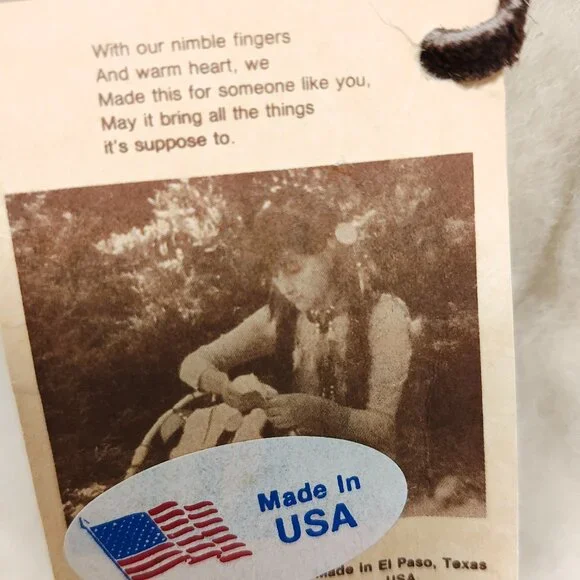 With our nimble fingers
And warm heart, we
Made this for someone like you,
May it bring all the things
it's suppose to.
Made In
USA
Made In El Paso, Texas
USA